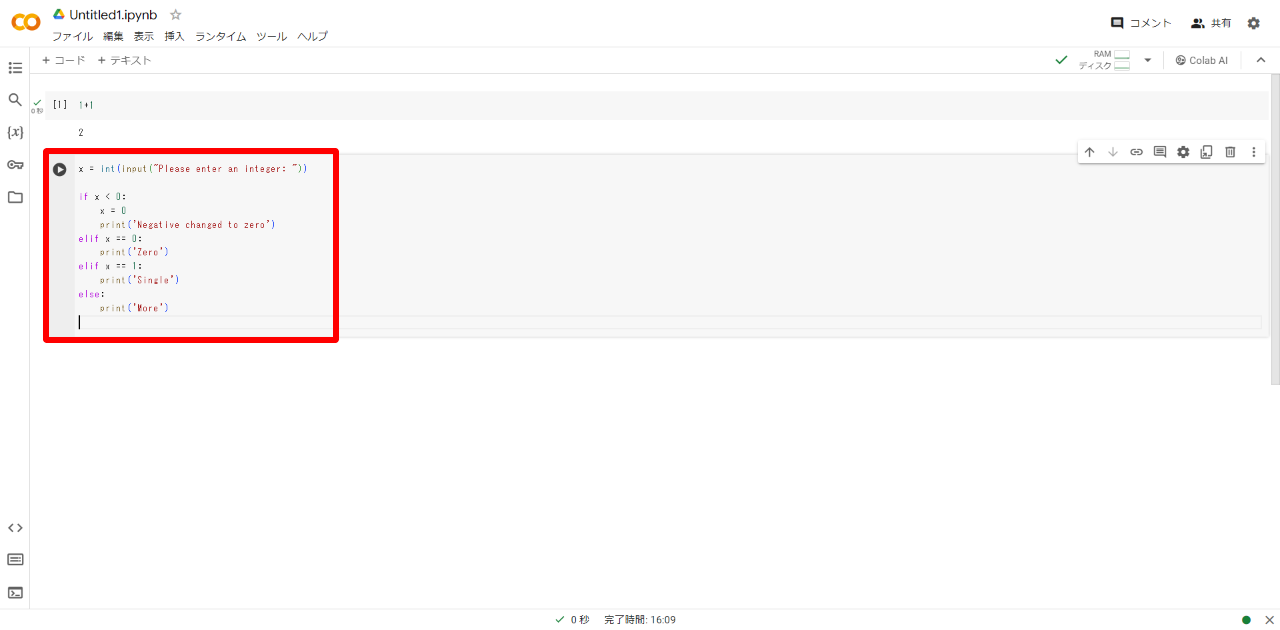 Untitled1.ipynb
ファイル 編集 表示 挿入 ランタイム ツール ヘルプ
コメント 共有
+ コード + テキスト
RAM
ディスク
Colab AI
[1] 1+1
0 秒
2
x = int(input("Please enter an integer: "))
if x < 0:
    x = 0
    print('Negative changed to zero')
elif x == 0:
    print('Zero')
elif x == 1:
    print('Single')
else:
    print('More')
{x}
0 秒 完了時間: 16:09